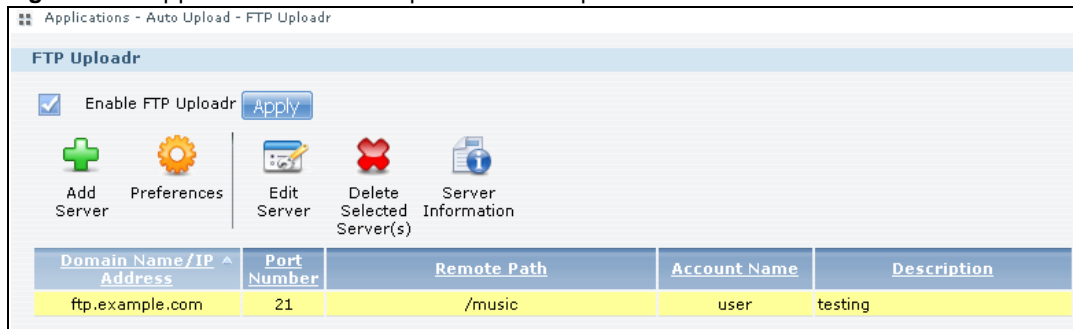 Applications - Auto Upload - FTP Uploadr
FTP Uploadr
Enable FTP Uploadr Apply
Add Server
Preferences
Edit Server
Delete Selected Server(s)
Server Information
Domain Name/IP Address
Port Number
Remote Path
Account Name
Description
ftp.example.com 21 /music user testing